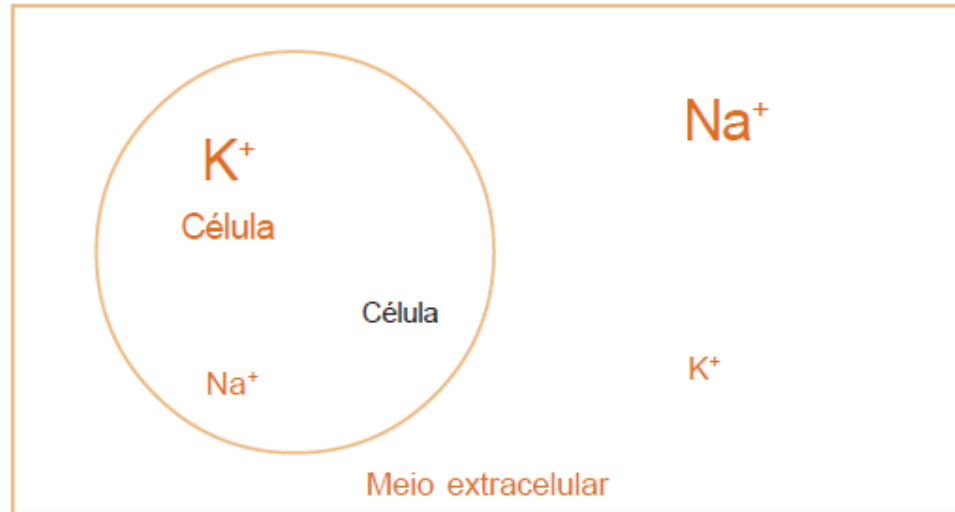 K⁺
Célula
Célula
Na⁺
Na⁺
K⁺
Meio extracelular